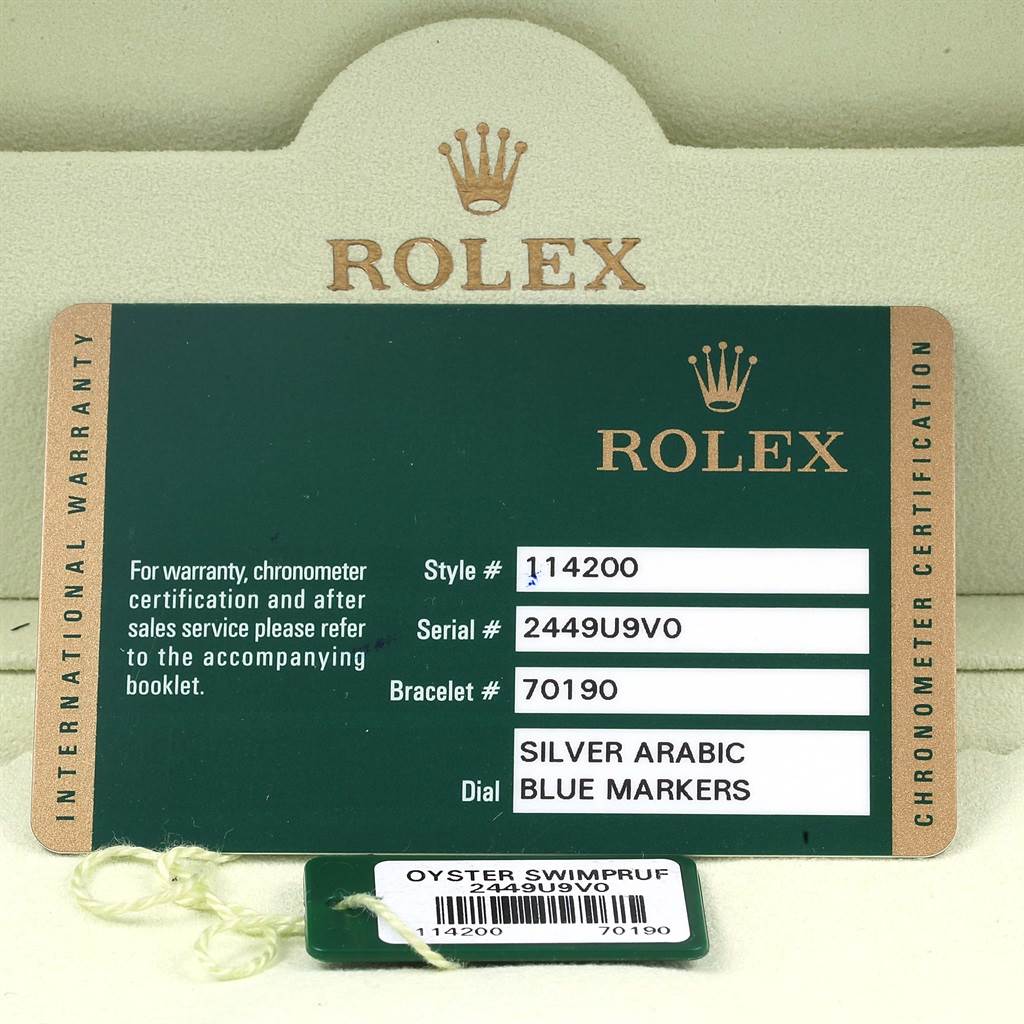 ROLEX
INTERNATIONAL WARRANTY
ROLEX
For warranty, chronometer
certification and after
sales service please refer
to the accompanying
booklet.
Style # 114200
Serial # 2449U9V0
Bracelet # 70190
Dial SILVER ARABIC
BLUE MARKERS
CHRONOMETER CERTIFICATION
OYSTER SWIMPRUF
2449U9V0
114200 70190